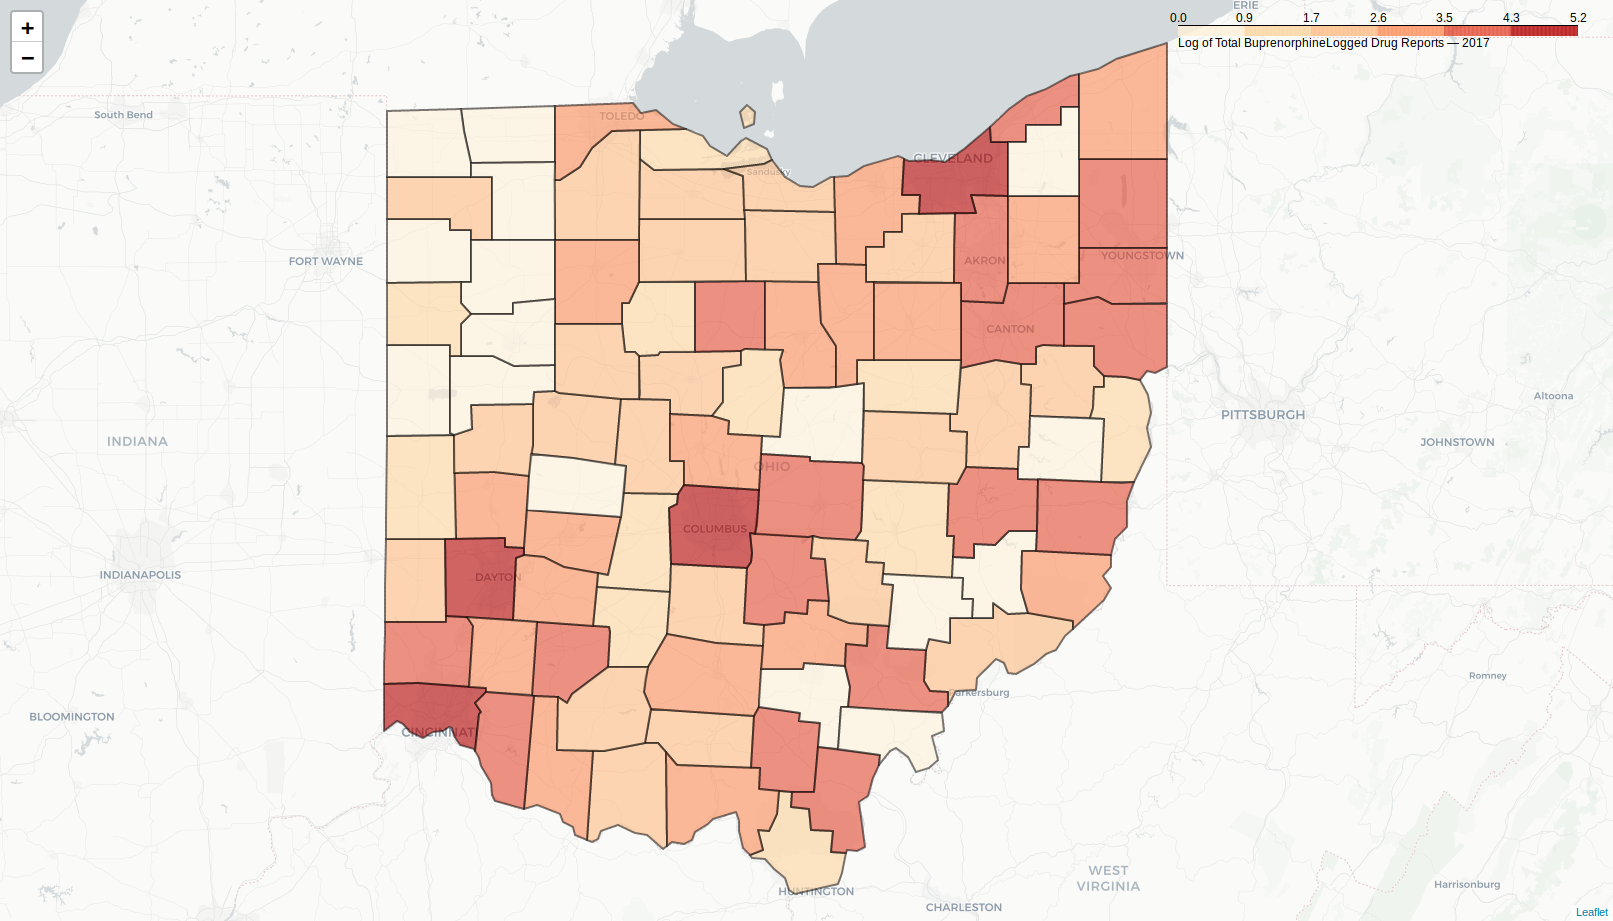 +
−
ERIE
0.0 0.9 1.7 2.6 3.5 4.3 5.2
Log of Total BuprenorphineLogged Drug Reports — 2017
South Bend
TOLEDO
CLEVELAND
Sandusky
FORT WAYNE
AKRON
YOUNGSTOWN
CANTON
Altoona
PITTSBURGH
INDIANA
JOHNSTOWN
OHIO
COLUMBUS
INDIANAPOLIS
DAYTON
Romney
arkersburg
BLOOMINGTON
CINCINNAT
WEST
VIRGINIA
Harrisonburg
HUNTINGTON
CHARLESTON
Leaflet